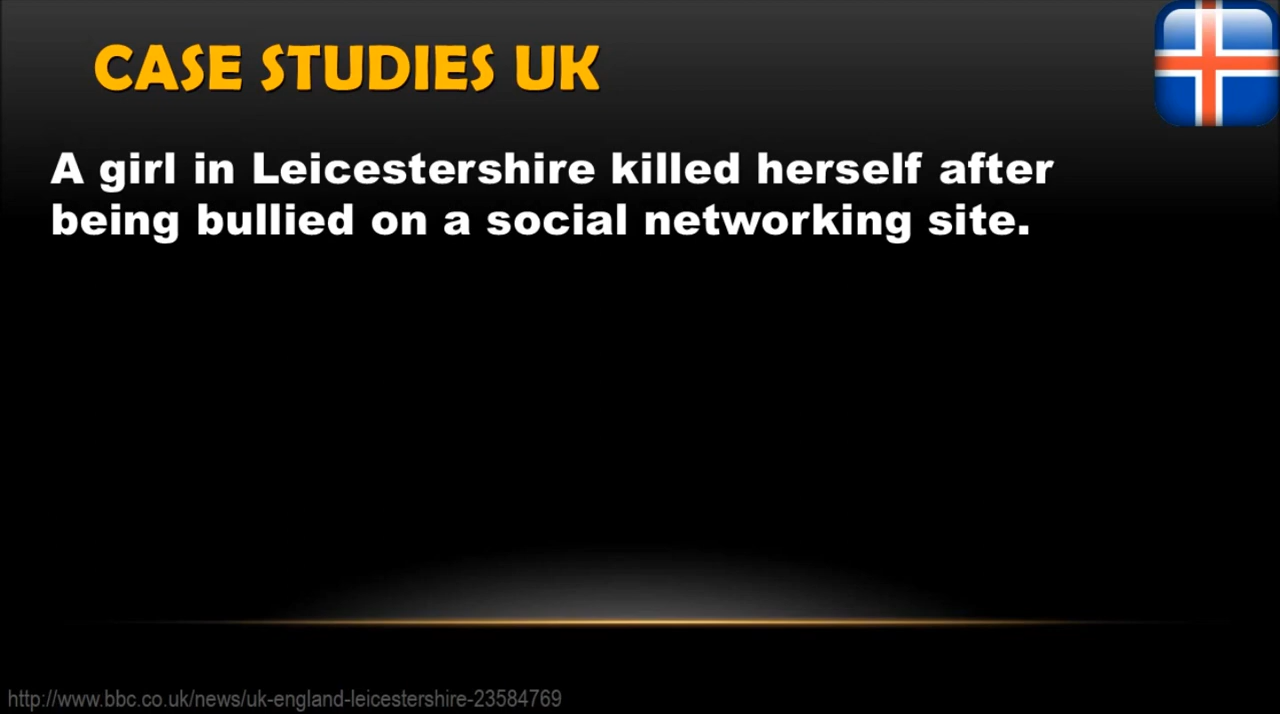 CASE STUDIES UK
A girl in Leicestershire killed herself after
being bullied on a social networking site.
http://www.bbc.co.uk/news/uk-england-leicestershire-23584769